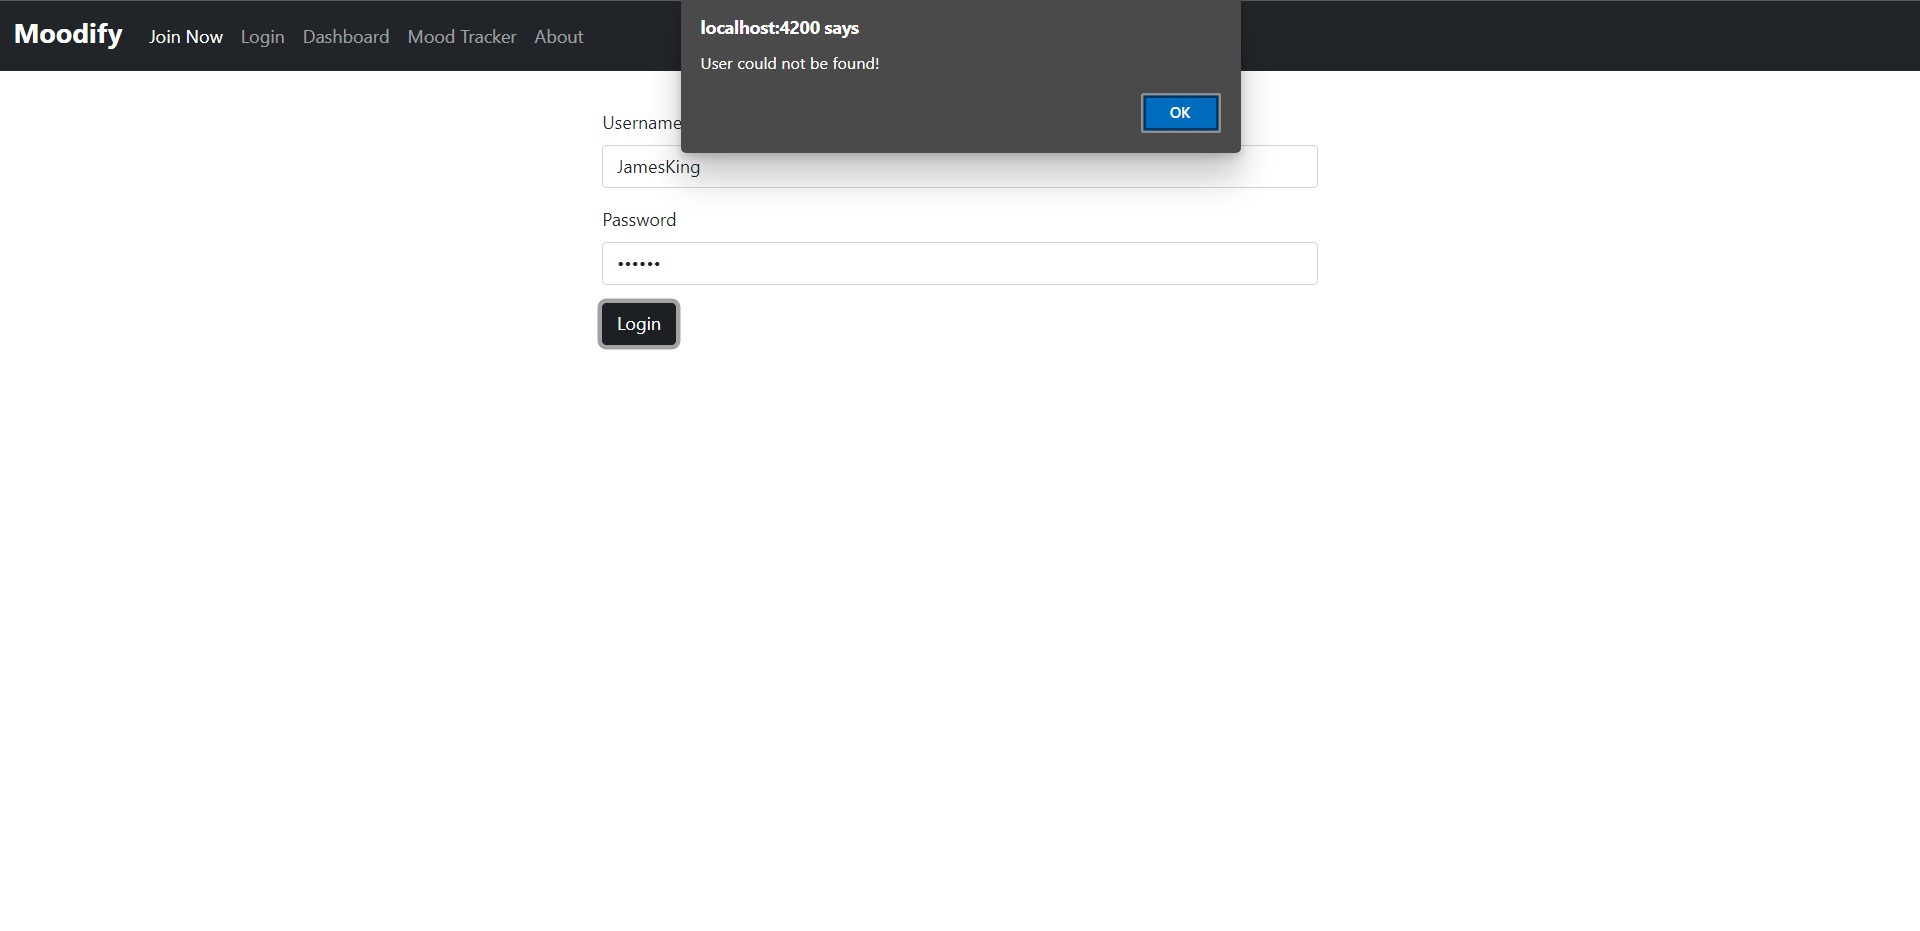 Moodify Join Now Login Dashboard Mood Tracker About
localhost:4200 says
User could not be found!
OK
Username
JamesKing
Password
••••••
Login